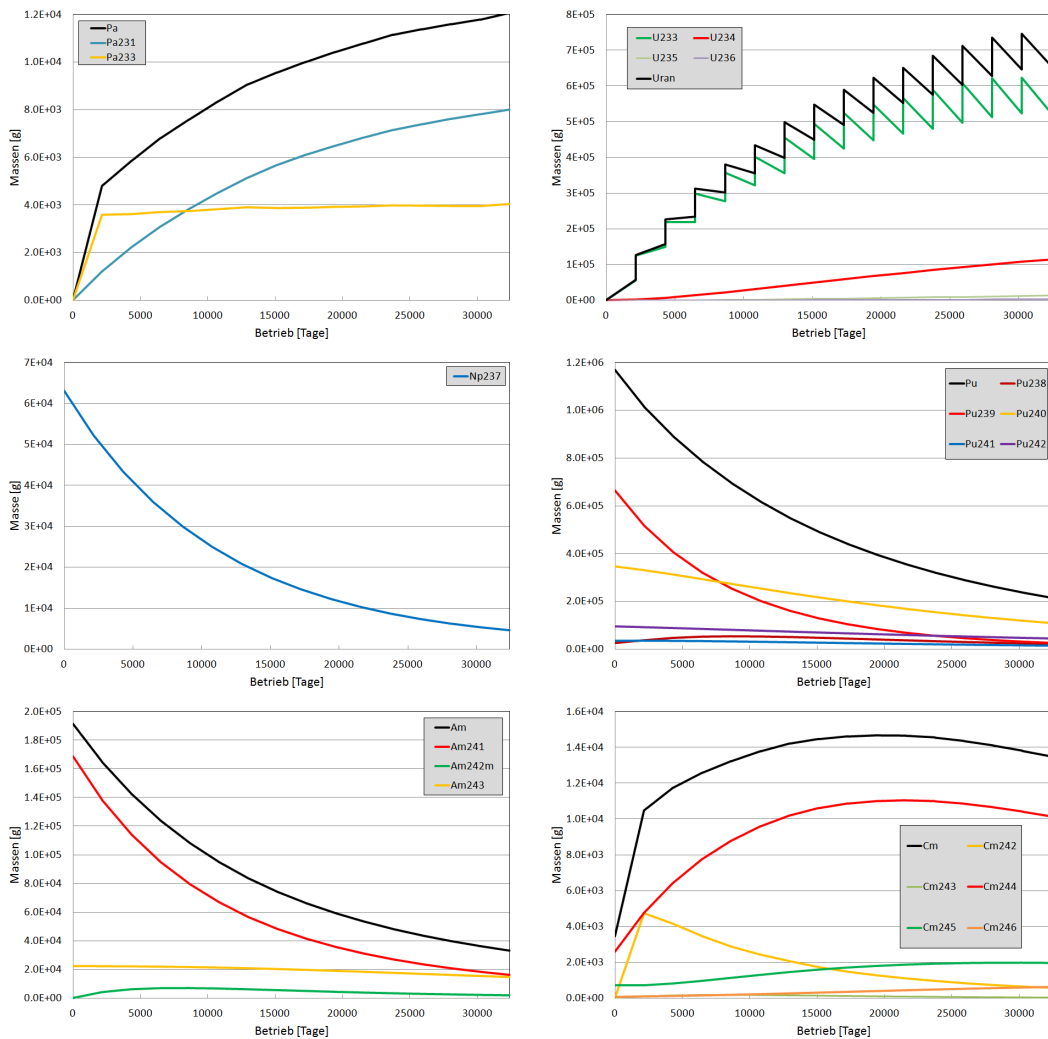 1.2E+04
1.0E+04
8.0E+03
6.0E+03
4.0E+03
2.0E+03
0.0E+00
Massen [g]
Pa
Pa231
Pa233
0 5000 10000 15000 20000 25000 30000
Betrieb [Tage]
8E+05
7E+05
6E+05
5E+05
4E+05
3E+05
2E+05
1E+05
0E+00
Massen [g]
U233 U234
U235 U236
Uran
0 5000 10000 15000 20000 25000 30000
Betrieb [Tage]
7E+04
6E+04
5E+04
4E+04
3E+04
2E+04
1E+04
0E+00
Masse [g]
Np237
0 5000 10000 15000 20000 25000 30000
Betrieb [Tage]
1.2E+06
1.0E+06
8.0E+05
6.0E+05
4.0E+05
2.0E+05
0.0E+00
Massen [g]
Pu Pu238
Pu239 Pu240
Pu241 Pu242
0 5000 10000 15000 20000 25000 30000
Betrieb [Tage]
2.0E+05
1.8E+05
1.6E+05
1.4E+05
1.2E+05
1.0E+05
8.0E+04
6.0E+04
4.0E+04
2.0E+04
0.0E+00
Massen [g]
Am
Am241
Am242m
Am243
0 5000 10000 15000 20000 25000 30000
Betrieb [Tage]
1.6E+04
1.4E+04
1.2E+04
1.0E+04
8.0E+03
6.0E+03
4.0E+03
2.0E+03
0.0E+00
Massen [g]
Cm Cm242
Cm243 Cm244
Cm245 Cm246
0 5000 10000 15000 20000 25000 30000
Betrieb [Tage]